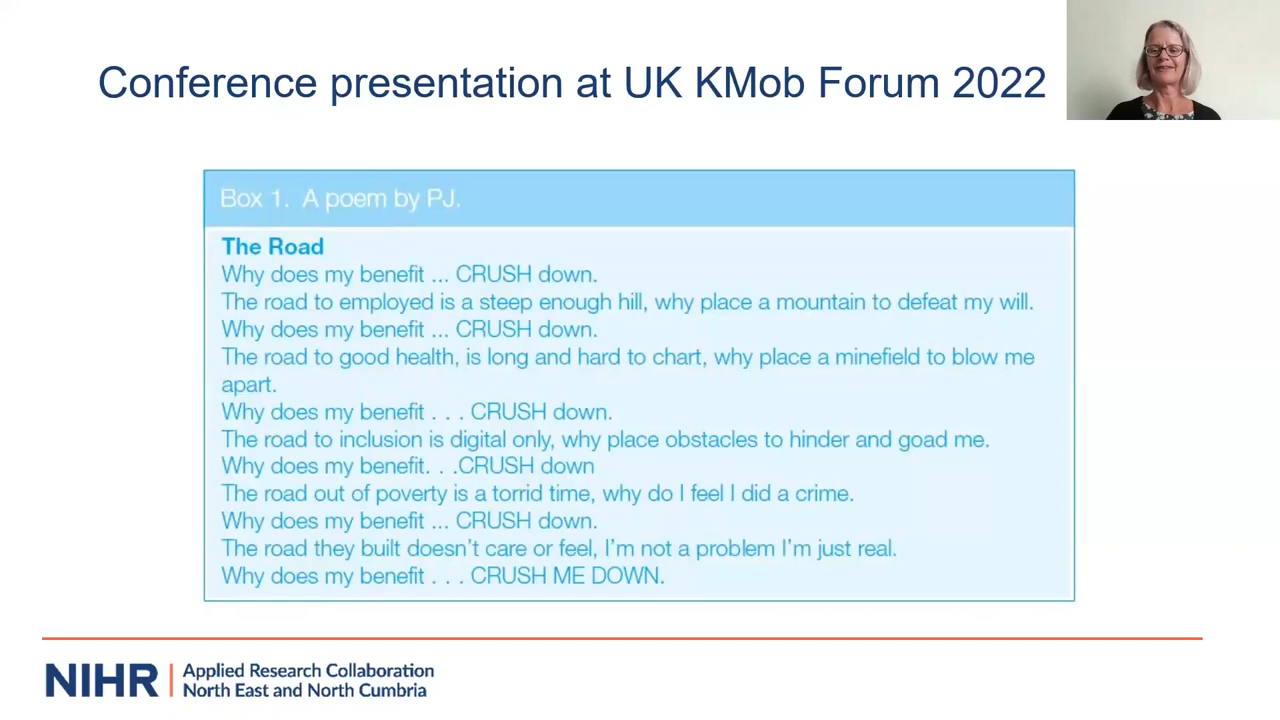 Conference presentation at UK KMob Forum 2022
Box 1.  A poem by PJ.
The Road
Why does my benefit ... CRUSH down.
The road to employed is a steep enough hill, why place a mountain to defeat my will.
Why does my benefit ... CRUSH down.
The road to good health, is long and hard to chart, why place a minefield to blow me
apart.
Why does my benefit . . . CRUSH down.
The road to inclusion is digital only, why place obstacles to hinder and goad me.
Why does my benefit. . .CRUSH down
The road out of poverty is a torrid time, why do I feel I did a crime.
Why does my benefit ... CRUSH down.
The road they built doesn't care or feel, I'm not a problem I'm just real.
Why does my benefit . . . CRUSH ME DOWN.
NIHR | Applied Research Collaboration
North East and North Cumbria